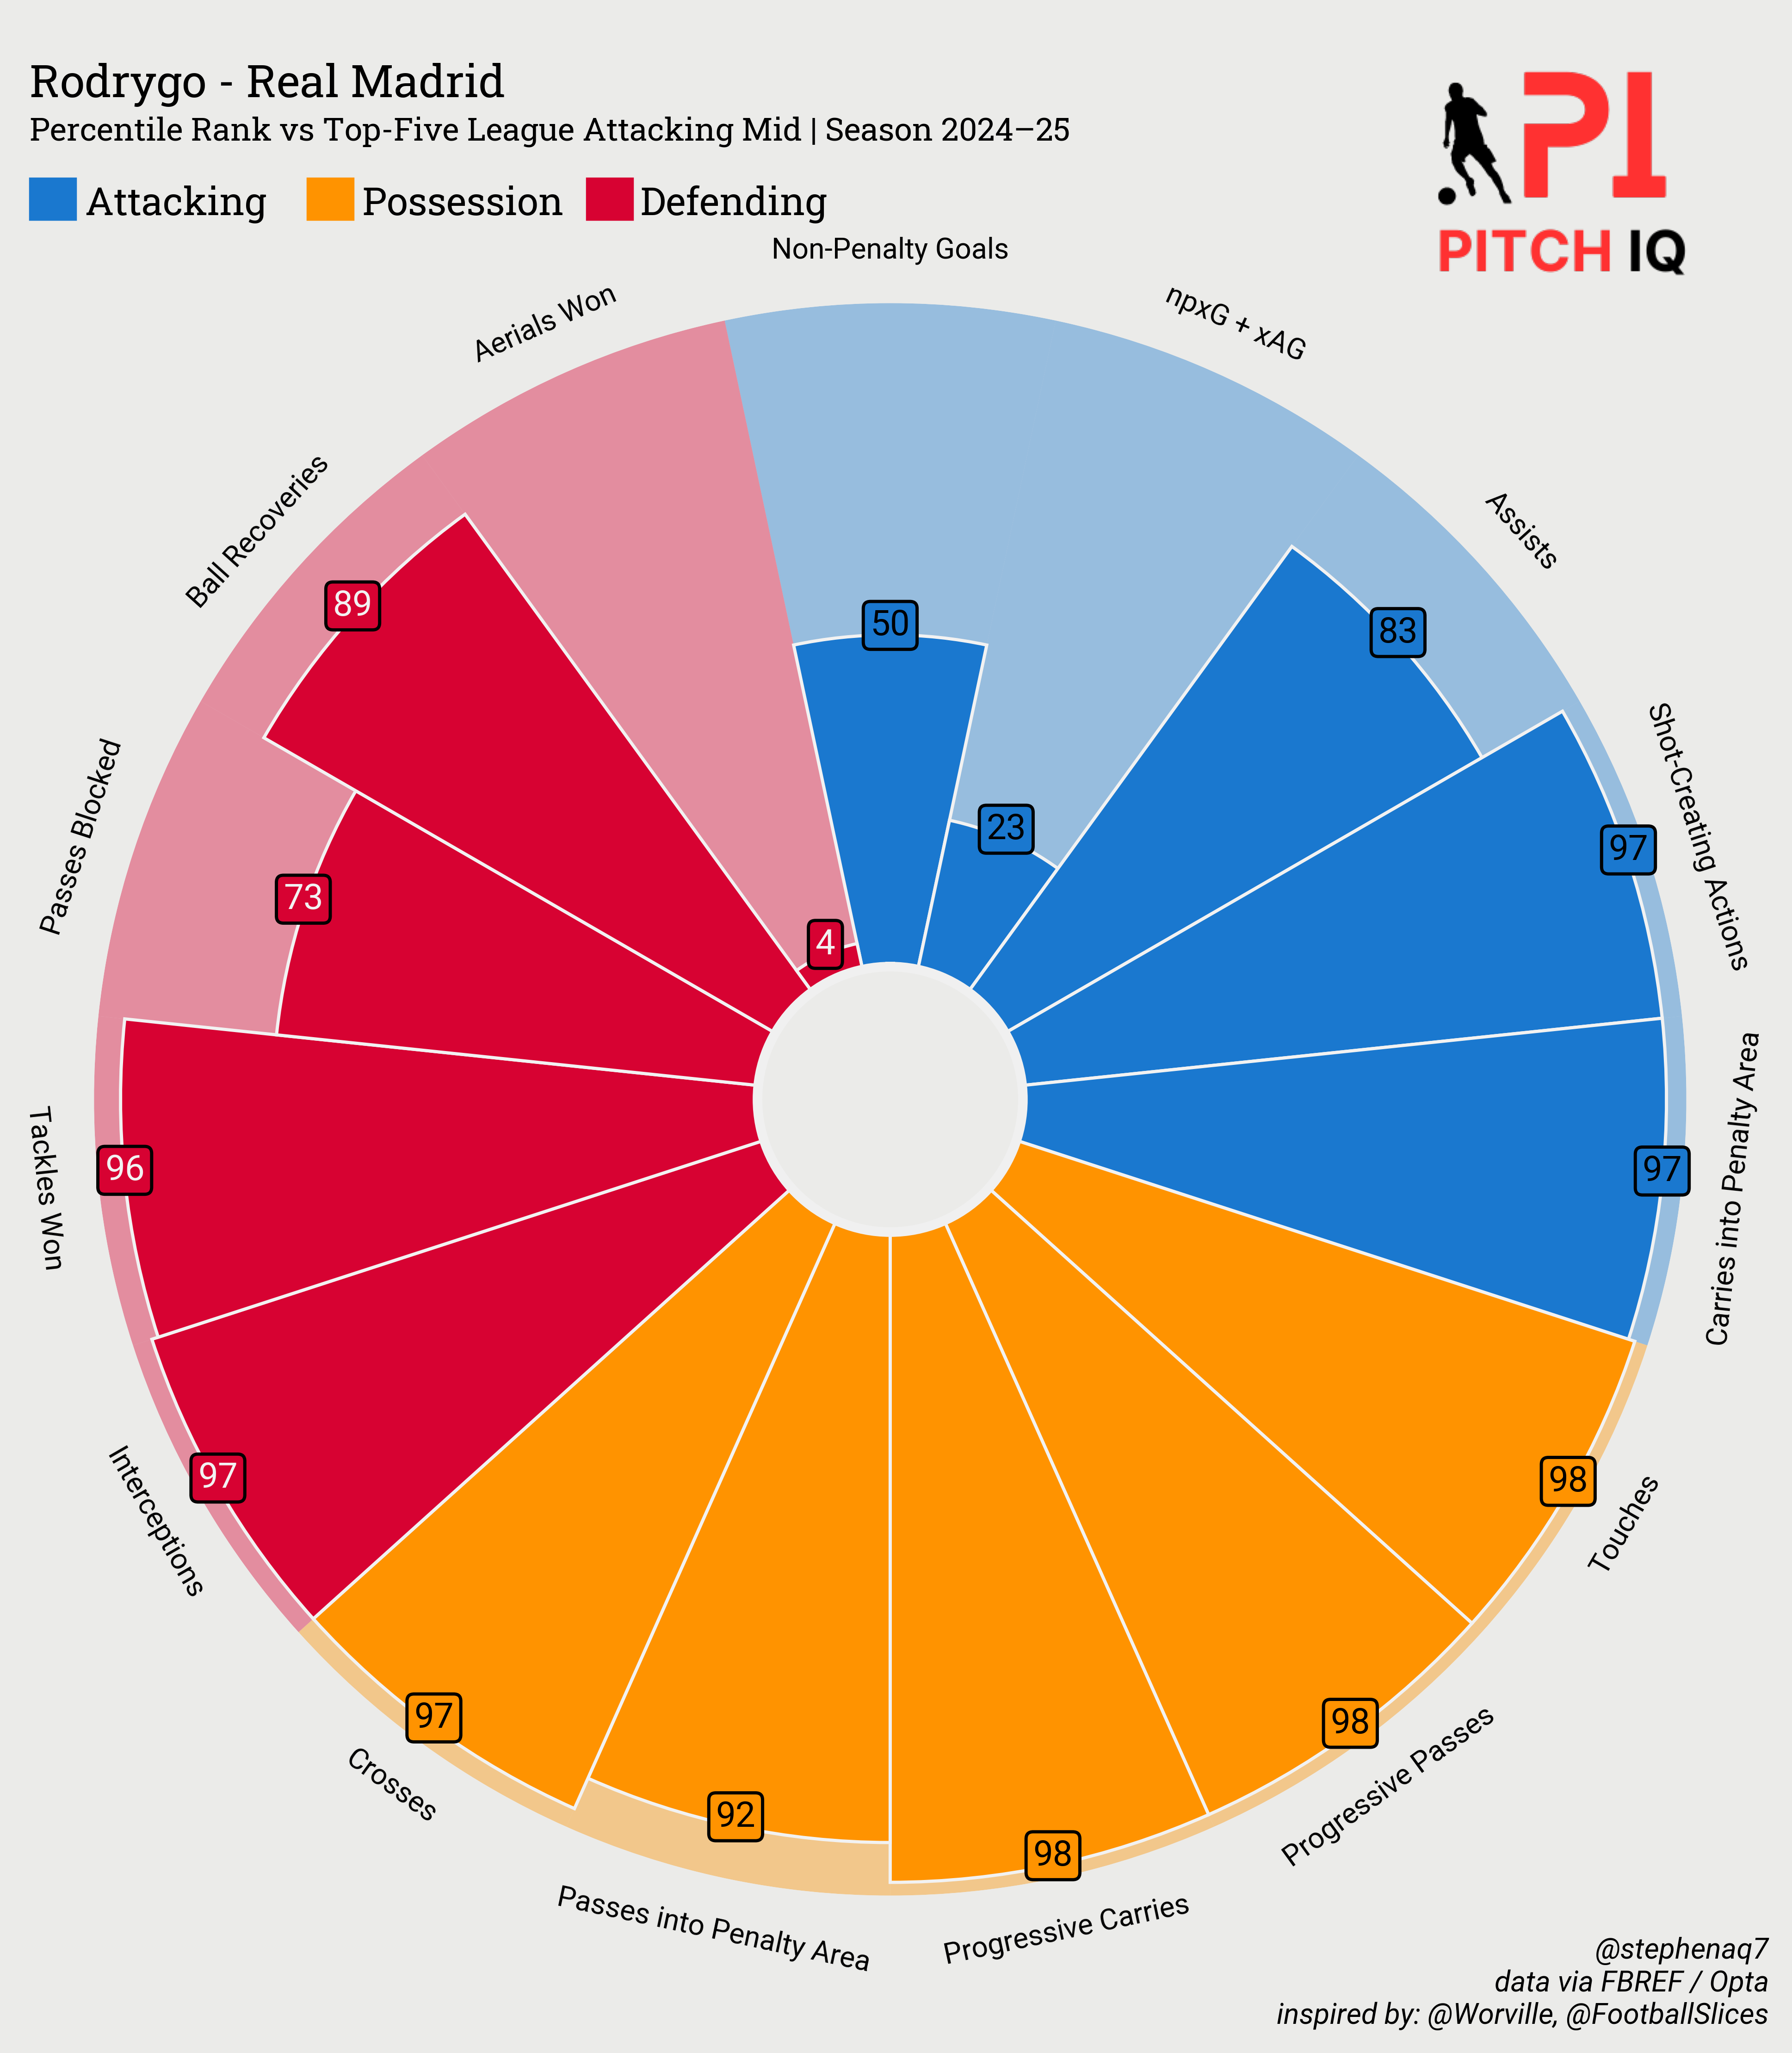 Rodrygo - Real Madrid
Percentile Rank vs Top-Five League Attacking Mid | Season 2024–25
Attacking
Possession
Defending
PI
PITCH IQ
Non-Penalty Goals
50
npxG + xAG
23
Assists
83
Shot-Creating Actions
97
Carries into Penalty Area
97
Touches
98
Progressive Passes
98
Progressive Carries
98
Passes into Penalty Area
92
Crosses
97
Interceptions
97
Tackles Won
96
Passes Blocked
73
Ball Recoveries
89
Aerials Won
4
@stephenaq7
data via FBREF / Opta
inspired by: @Worville, @FootballSlices